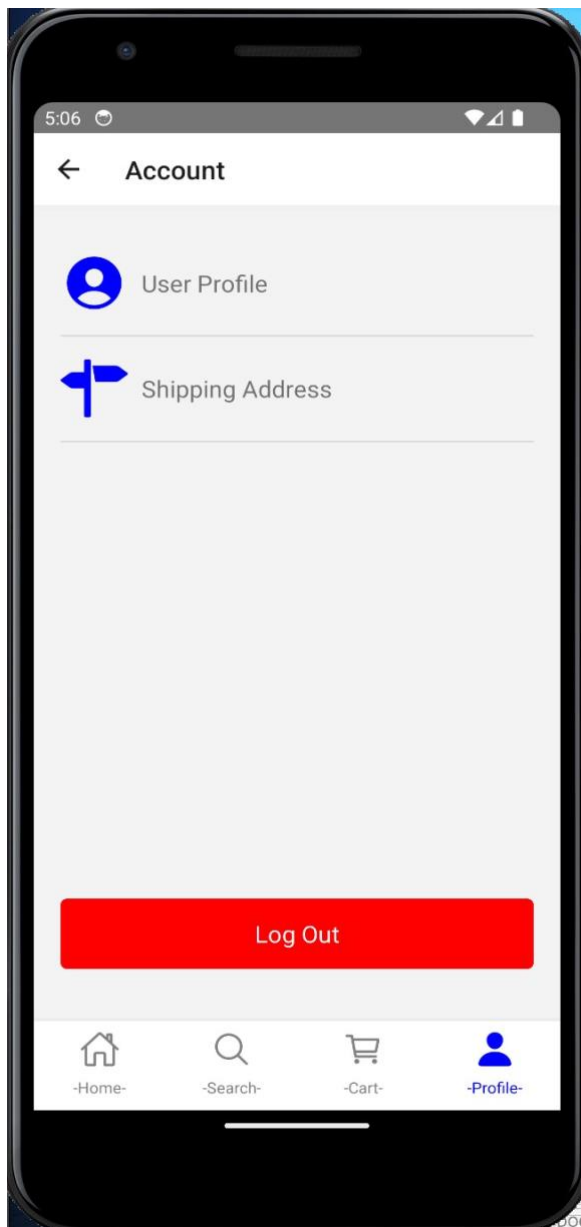 5:06
Account
User Profile
Shipping Address
Log Out
-Home- -Search- -Cart- -Profile-